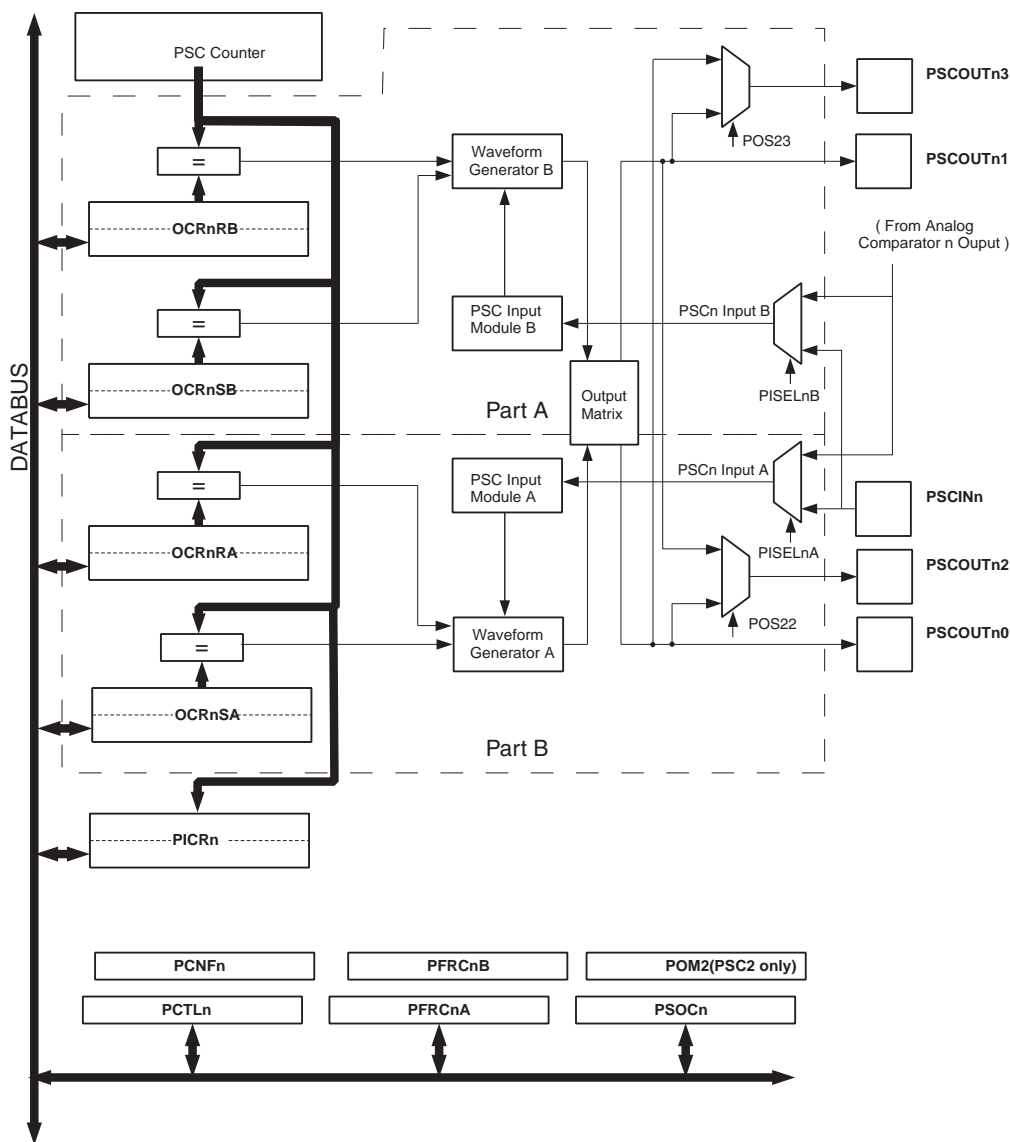 PSC Counter
PSCOUTn3
POS23
PSCOUTn1
=
Waveform
Generator B
OCRnRB
( From Analog
Comparator n Ouput )
=
PSC Input
Module B
PSCn Input B
OCRnSB
PISELnB
Output
Matrix
Part A
DATABUS
=
PSC Input
Module A
PSCn Input A
PSCINn
OCRnRA
PISELnA
PSCOUTn2
=
Waveform
Generator A
POS22
PSCOUTn0
OCRnSA
Part B
PICRn
PCNFn
PFRCnB
POM2(PSC2 only)
PCTLn
PFRCnA
PSOCn